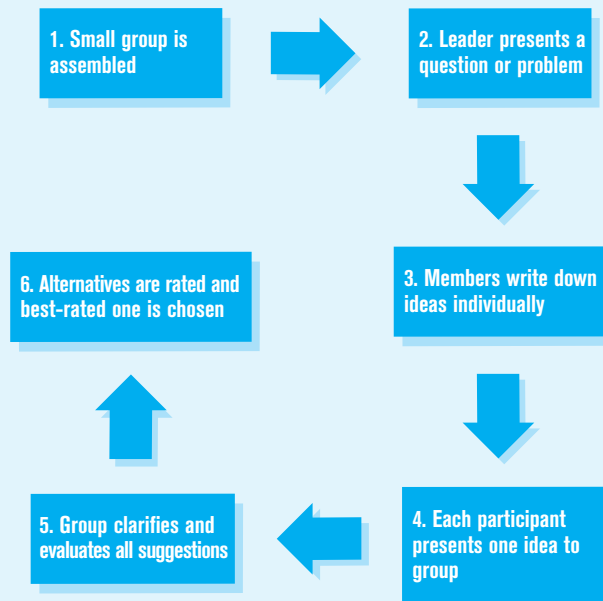 1. Small group is
assembled
2. Leader presents a
question or problem
3. Members write down
ideas individually
4. Each participant
presents one idea to
group
5. Group clarifies and
evaluates all suggestions
6. Alternatives are rated and
best-rated one is chosen